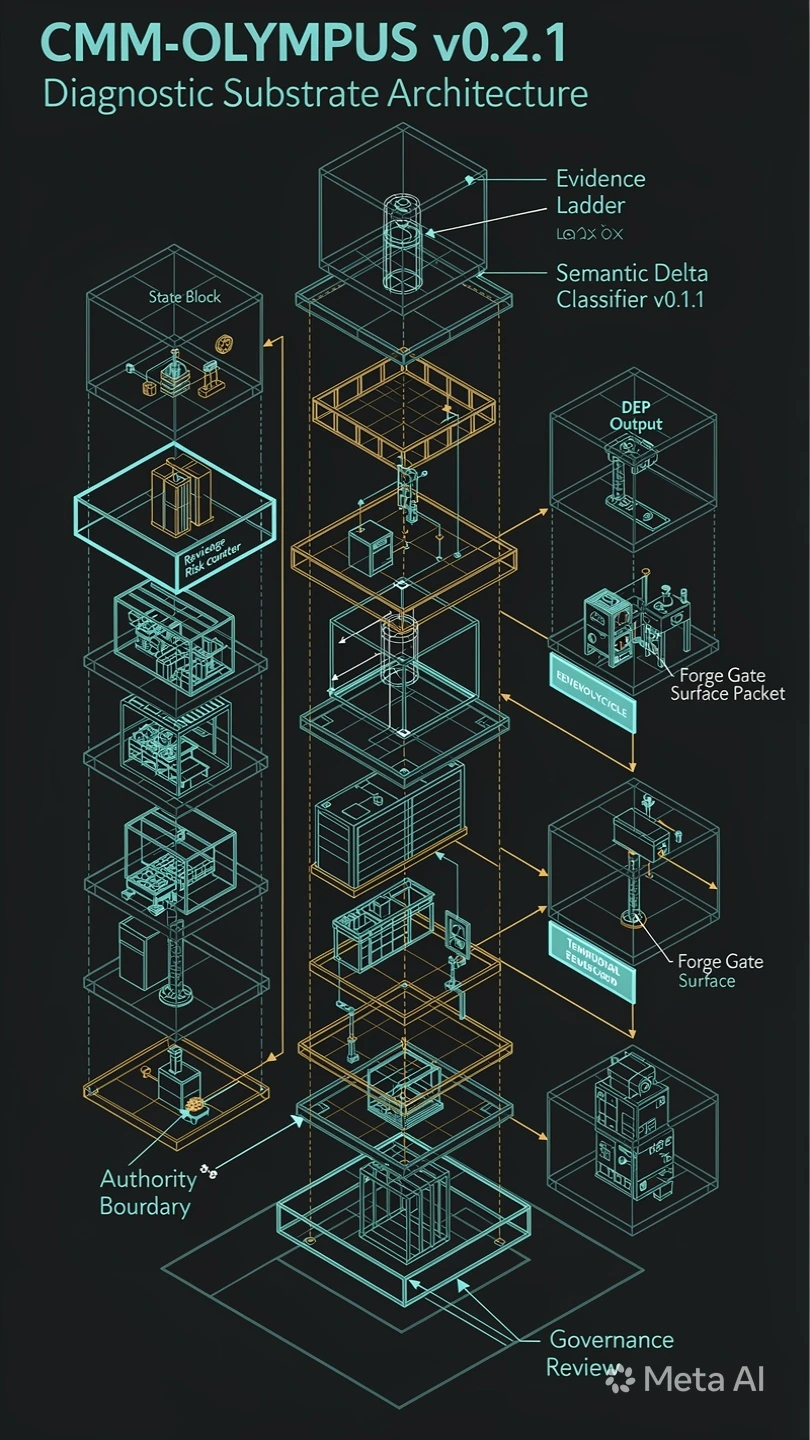 CMM-OLYMPUS v0.2.1
Diagnostic Substrate Architecture
Evidence
Ladder
Semantic Delta
Classifier v0.1.1
State Block
DEP
Output
Risk
Forge Gate
Surface Packet
Forge Gate
Surface
Authority
Bourdary
Governance
Review
Meta AI